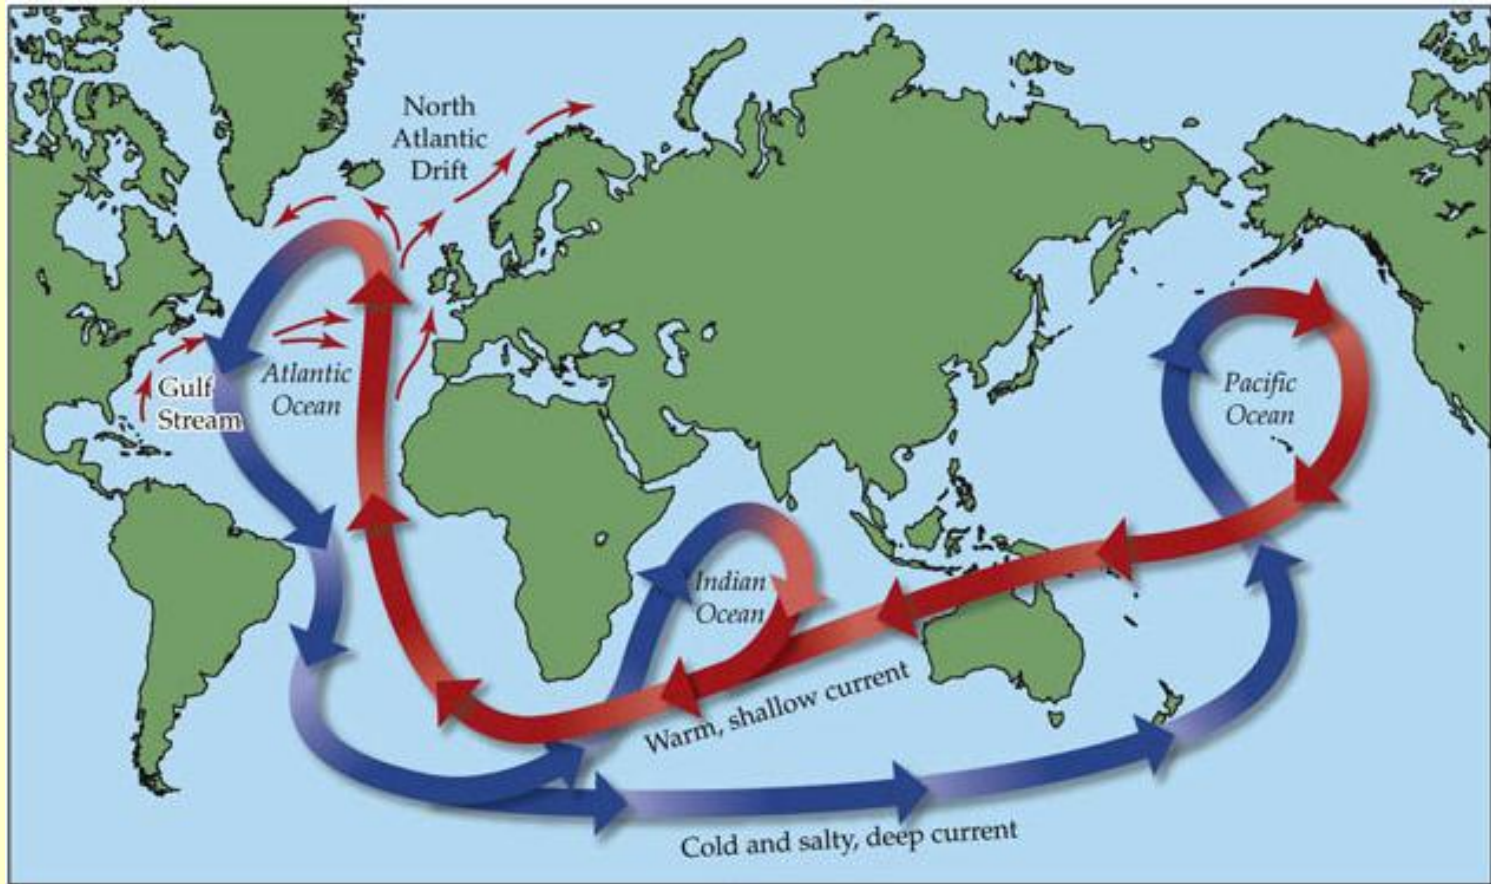 North
Atlantic
Drift
Gulf
Stream
Atlantic
Ocean
Pacific
Ocean
Indian
Ocean
Warm, shallow current
Cold and salty, deep current